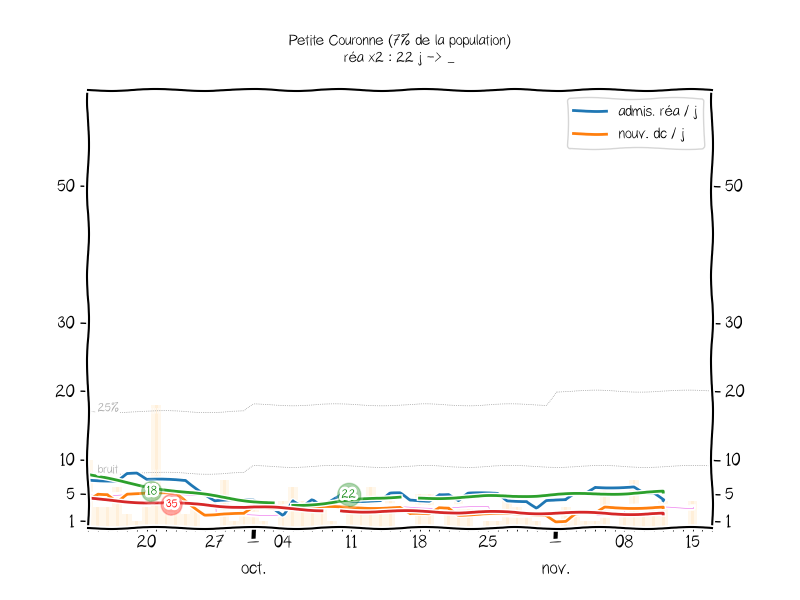 Petite Couronne (7% de la population)
réa x2 : 22 j -> _
admis. réa / j
nouv. dc / j
50 50
30 30
20 20
25%
10 10
bruit
18 22
5 5
35
1 1
20 27 – 04 11 18 25 – 08 15
oct. nov.